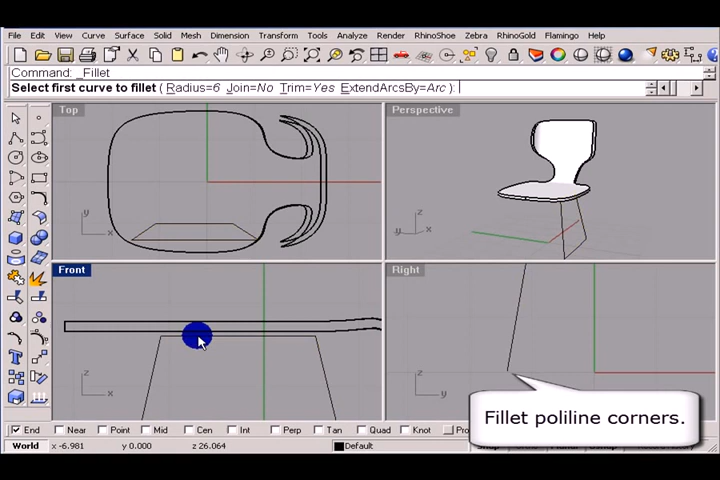 File Edit View Curve Surface Solid Mesh Dimension Transform Tools Analyze Render RhinoShoe Zebra RhinoGold Flamingo Help
Command: _Fillet
Select first curve to fillet ( Radius=6 Join=No Trim=Yes ExtendArcsBy=Arc ):
Top
Perspective
y
x
z
y
x
Front
Right
z
x
z
y
Fillet poliline corners.
End Near Point Mid Cen Int Perp Tan Quad Knot Pro
World x -6.981 y 0.000 z 26.064 Default